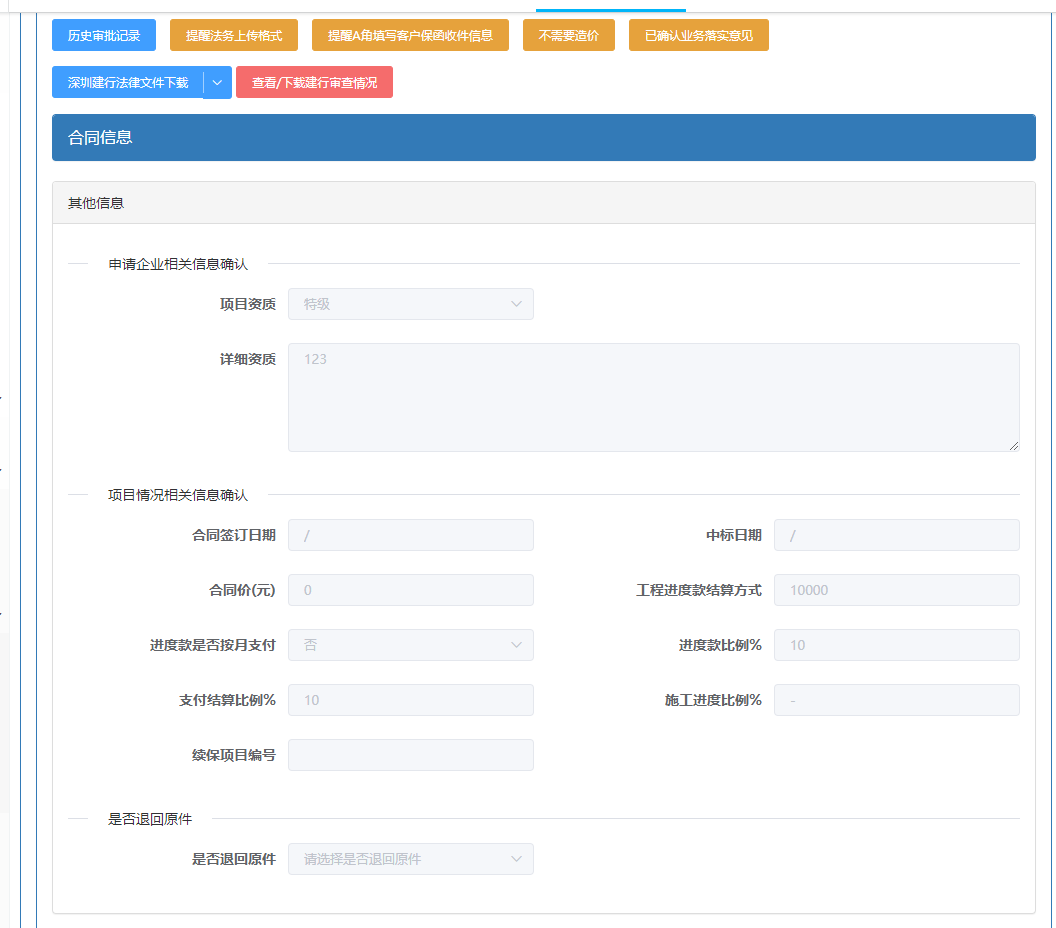 历史审批记录 提醒法务上传格式 提醒A角填写客户保函收件信息 不需要造价 已确认业务落实意见
深圳建行法律文件下载 查看/下载建行审查情况
合同信息
其他信息
申请企业相关信息确认
项目资质 特级
详细资质 123
项目情况相关信息确认
合同签订日期 / 中标日期 /
合同价(元) 0 工程进度款结算方式 10000
进度款是否按月支付 否 进度款比例% 10
支付结算比例% 10 施工进度比例% -
续保项目编号
是否退回原件
是否退回原件 请选择是否退回原件